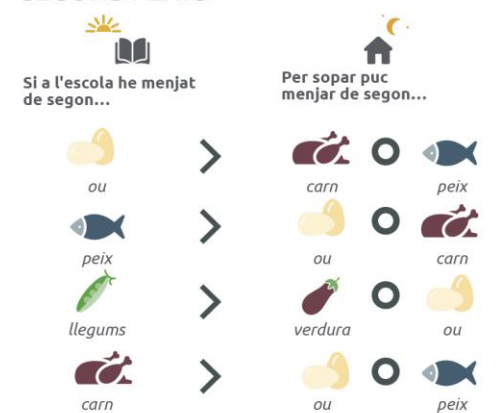 Si a l'escola he menjat
de segon...
Per sopar puc
menjar de segon...
ou
>
carn
O
peix
peix
>
ou
O
carn
llegums
>
verdura
O
ou
carn
>
ou
O
peix